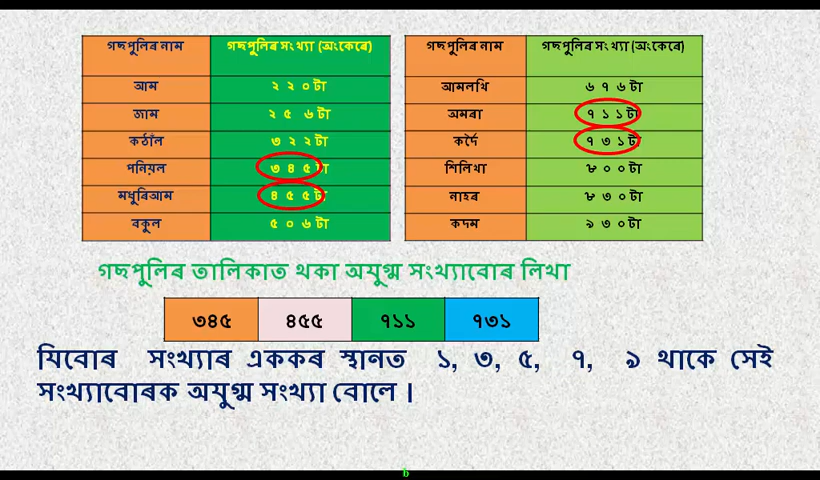 গছপুলিৰ নাম গছপুলিৰ সংখ্যা (অংকেৰে)
আম ২ ২ ০টা
জাম ২ ৫ ৬টা
কঠাঁল ৩ ২ ২টা
পনিয়ল ৩ ৪ ৫টা
মধুৰিআম ৪ ৫ ৫টা
বকুল ৫ ০ ৬টা
গছপুলিৰ নাম গছপুলিৰ সংখ্যা (অংকেৰে)
আমলখি ৬ ৭ ৬টা
অমৰা ৭ ১ ১টা
কৰ্দৈ ৭ ৩ ১টা
শিলিখা ৮ ০ ০টা
নাহৰ ৮ ৩ ০টা
কদম ৯ ৩ ০টা
গছপুলিৰ তালিকাত থকা অযুগ্ম সংখ্যাবোৰ লিখা
৩৪৫ ৪৫৫ ৭১১ ৭৩১
যিবোৰ সংখ্যাৰ এককৰ স্থানত ১, ৩, ৫, ৭, ৯ থাকে সেই
সংখ্যাবোৰক অযুগ্ম সংখ্যা বোলে ।
b